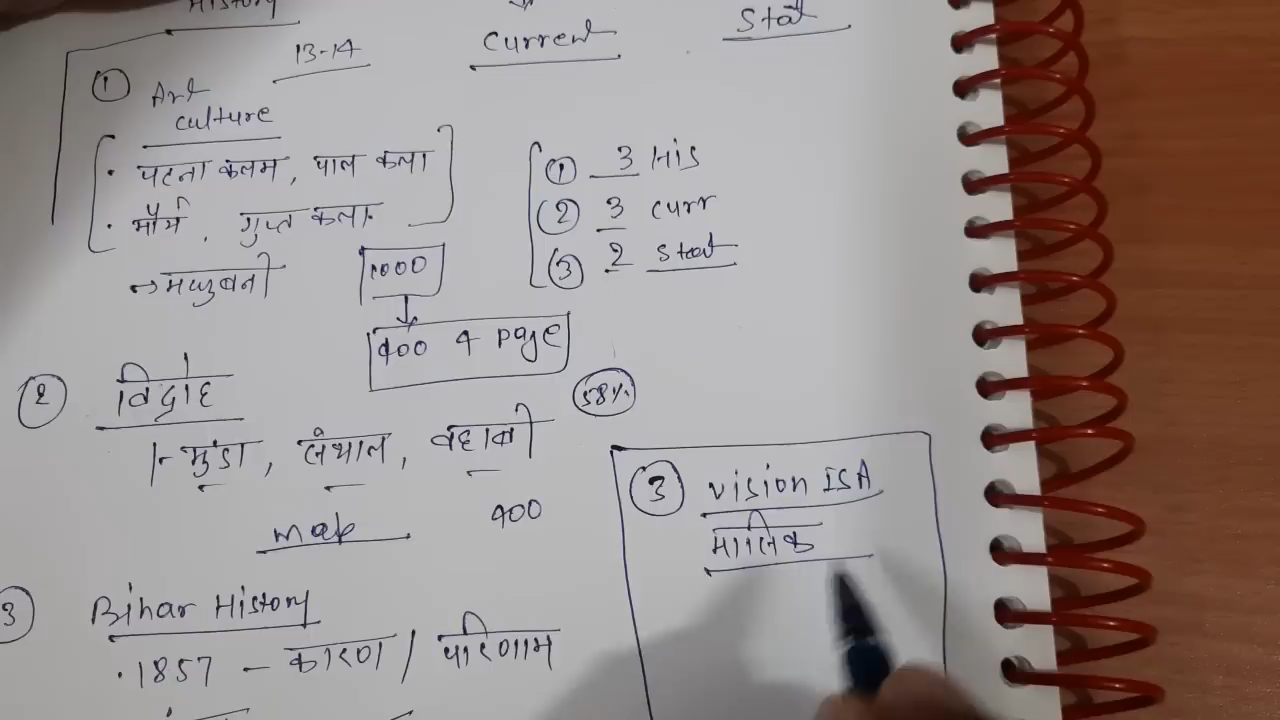 History
13-14
Current
Stat
① Art
culture
· पटना कलम, पाल कला
· मौर्य, गुप्त कला
→ मधुबनी
1000
400 4 page
① 3 His
② 3 curr
③ 2 Stat
② विद्रोह
मुंडा, संथाल, वहाबी
58%
map
400
③ Vision ISA
मालिक
3 Bihar History
· 1857 - कारण / परिणाम